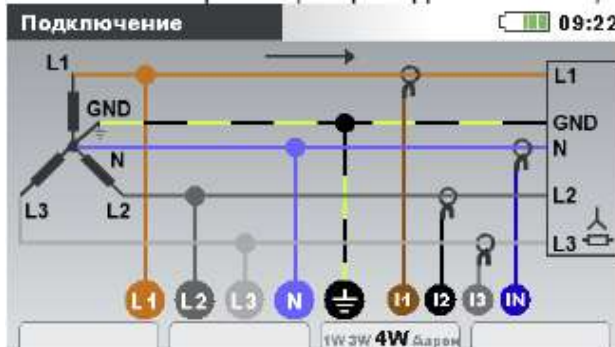 Подключение 09:22
L1 L1
GND GND
N N
L3 L2 L2
L3
L1 L2 L3 N I1 I2 I3 IN
1W 3W 4W Аарон